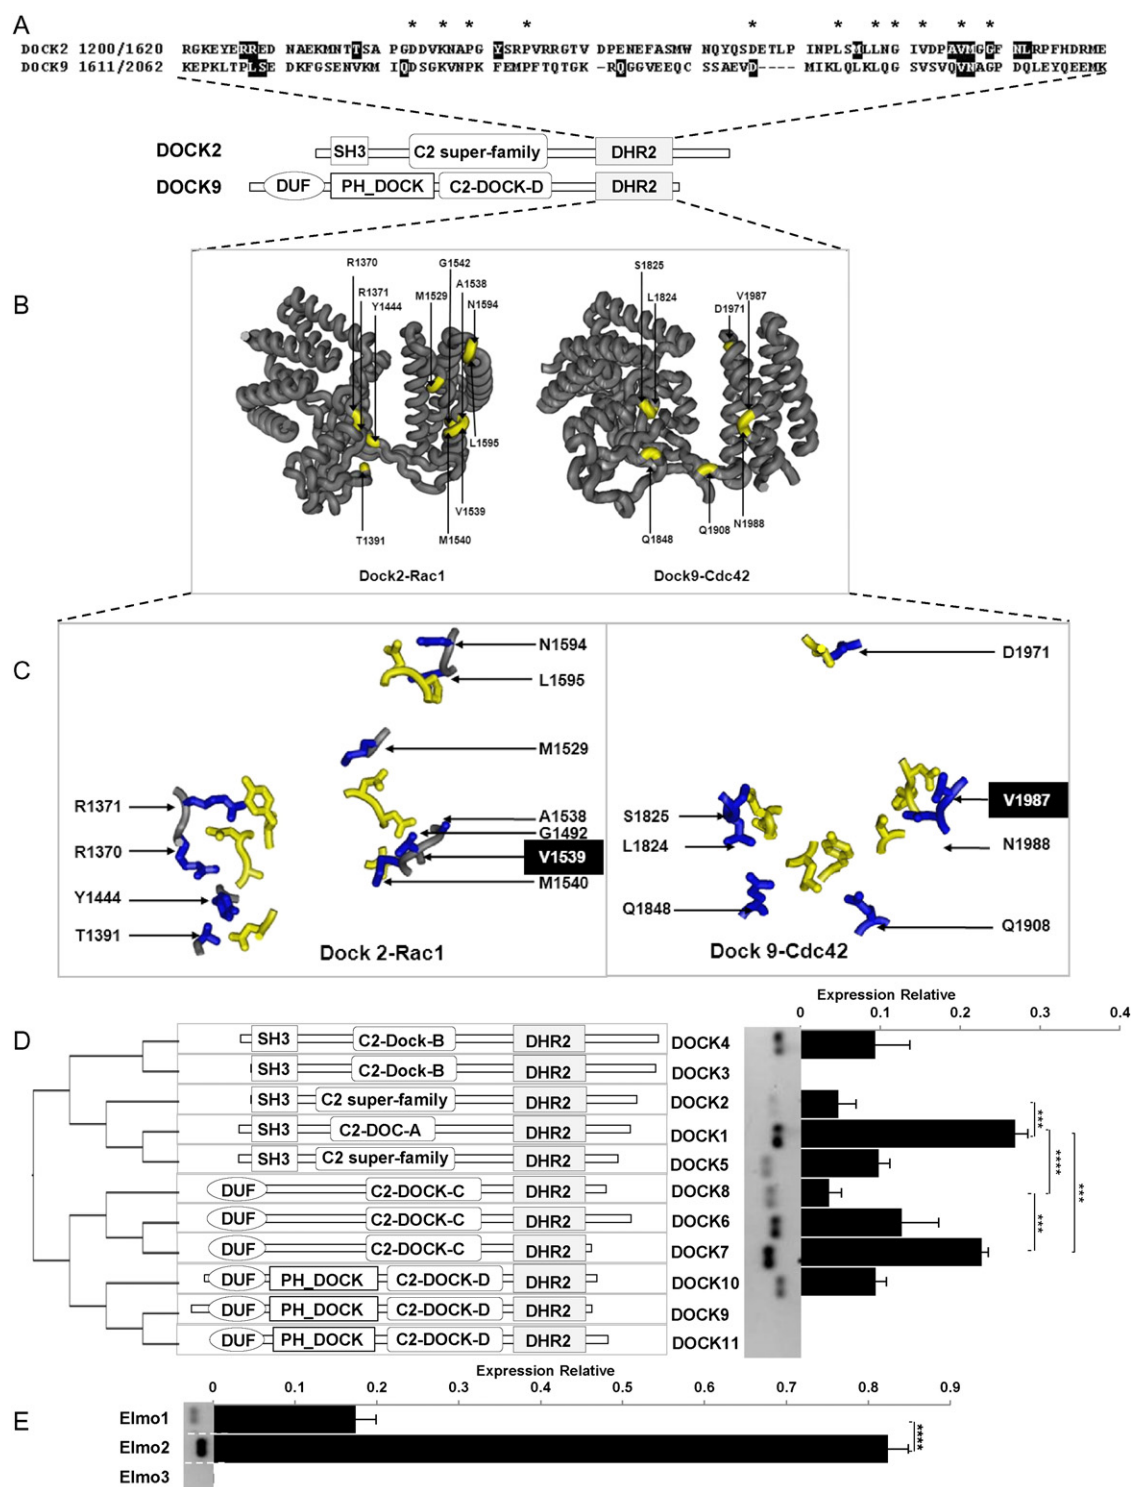 A
* * * * * * * * * * *
DOCK2 1200/1620 RGKEYERRED NAEKMNTTSA PGDDVKNAPG YSRPVRRGTV DPENEFASMW NQYQSDETLP INPLSMLLNG IVDPAVMGGF NLRPFHDRME
DOCK9 1611/2062 KEPKLTPLSE DKFGSENVKM IQDSGKVNPK FEMPFTQTGK -RQGGVEEQC SSAEVD---- MIKLQLKLQG SVSVQVNAGP DQLEYQEEMK
DOCK2 SH3 C2 super-family DHR2
DOCK9 DUF PH_DOCK C2-DOCK-D DHR2
B
R1370 R1371 Y1444 M1529 G1542 A1538 N1594
L1595 V1539
T1391 M1540
Dock2-Rac1
S1825 L1824 D1971 V1987
Q1848 Q1908 N1988
Dock9-Cdc42
C
N1594
L1595
M1529
R1371
A1538
G1492
R1370
V1539
M1540
Y1444
T1391
Dock 2-Rac1
D1971
V1987
S1825
L1824
N1988
Q1848
Q1908
Dock 9-Cdc42
D
Expression Relative
0 0.1 0.2 0.3 0.4
SH3 C2-Dock-B DHR2 DOCK4
SH3 C2-Dock-B DHR2 DOCK3
SH3 C2 super-family DHR2 DOCK2
SH3 C2-DOC-A DHR2 DOCK1
SH3 C2 super-family DHR2 DOCK5
DUF C2-DOCK-C DHR2 DOCK8
DUF C2-DOCK-C DHR2 DOCK6
DUF C2-DOCK-C DHR2 DOCK7
DUF PH_DOCK C2-DOCK-D DHR2 DOCK10
DUF PH_DOCK C2-DOCK-D DHR2 DOCK9
DUF PH_DOCK C2-DOCK-D DHR2 DOCK11
***
****
***
***
E
Expression Relative
0 0.1 0.2 0.3 0.4 0.5 0.6 0.7 0.8 0.9
Elmo1
Elmo2
Elmo3
****